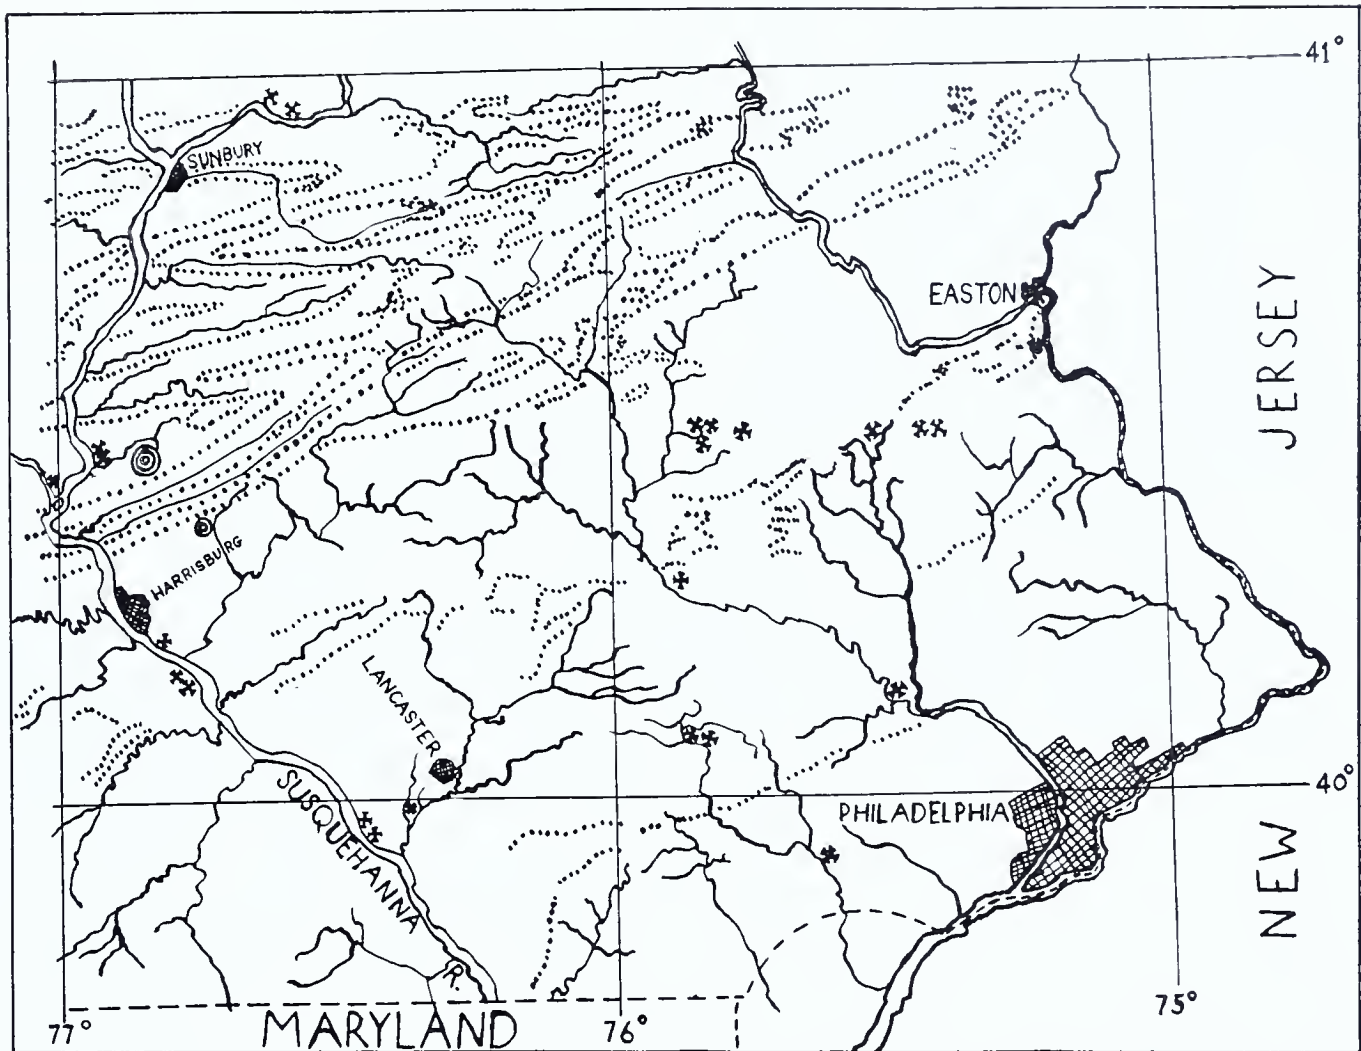 41°
SUNBURY
EASTON
JERSEY
HARRISBURG
LANCASTER
40°
PHILADELPHIA
SUSQUEHANNA R.
NEW
75°
77°
MARYLAND
76°